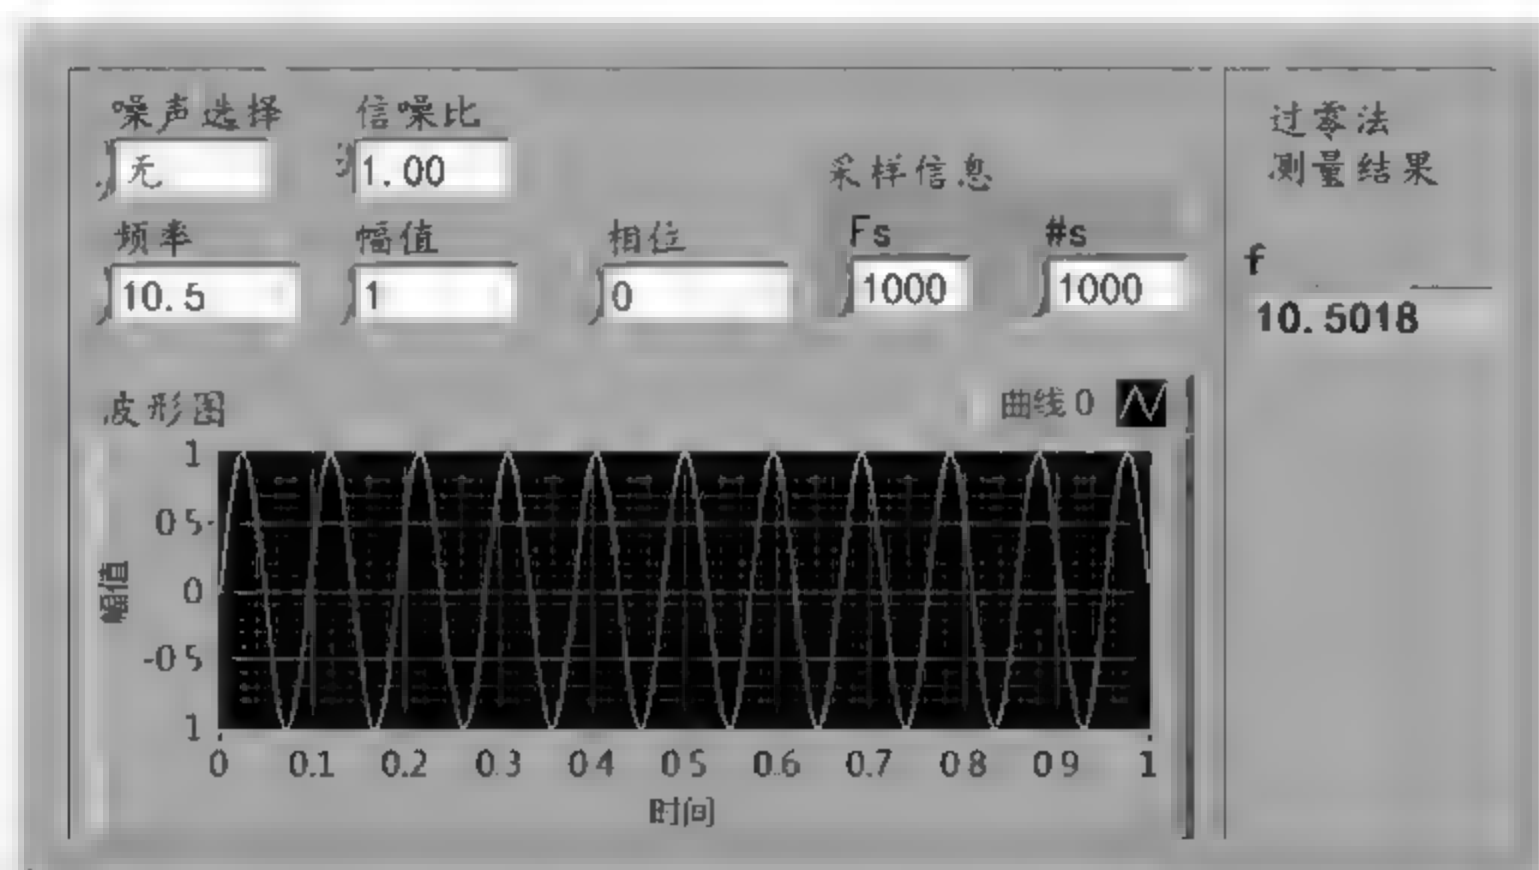 噪声选择 信噪比
无 1.00
频率 幅值 相位
10.5 1 0
采样信息
Fs #s
1000 1000
过零法
测量结果
f
10.5018
波形图 曲线 0
1
0 5
0
-0 5
1
幅值
0 0.1 0.2 0.3 0 4 0 5 0.6 0.7 0 8 0 9 1
时间